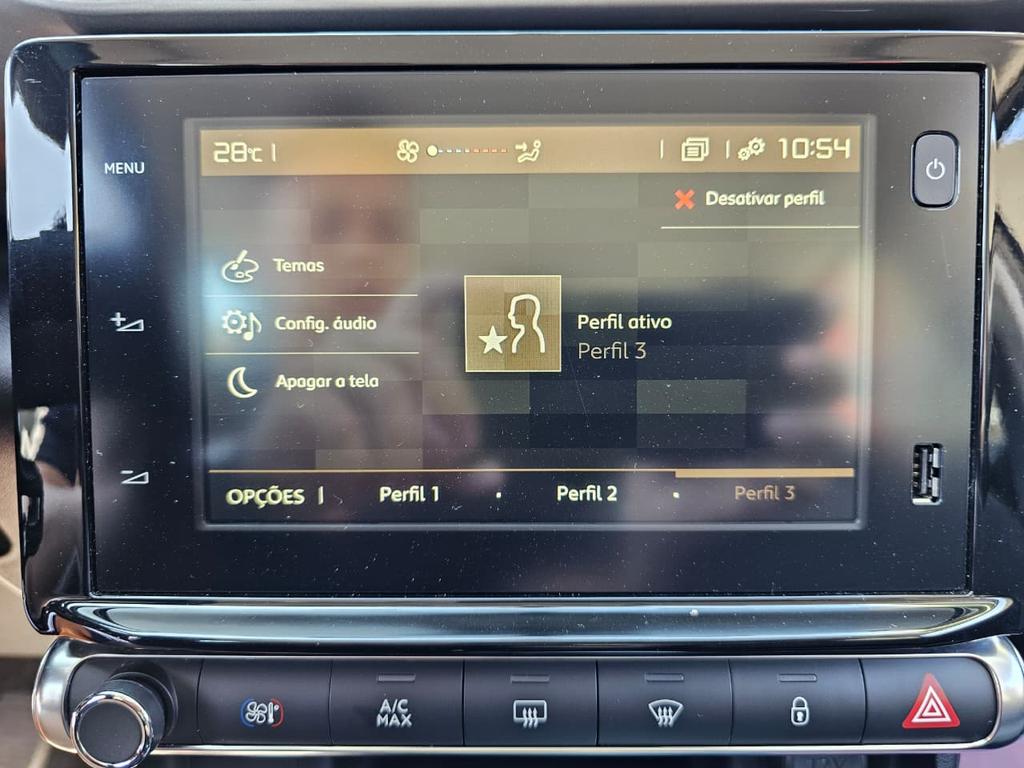 28°C
10:54
MENU
Desativar perfil
Temas
Config. áudio
Apagar a tela
Perfil ativo
Perfil 3
OPÇÕES
Perfil 1
Perfil 2
Perfil 3
A/C
MAX